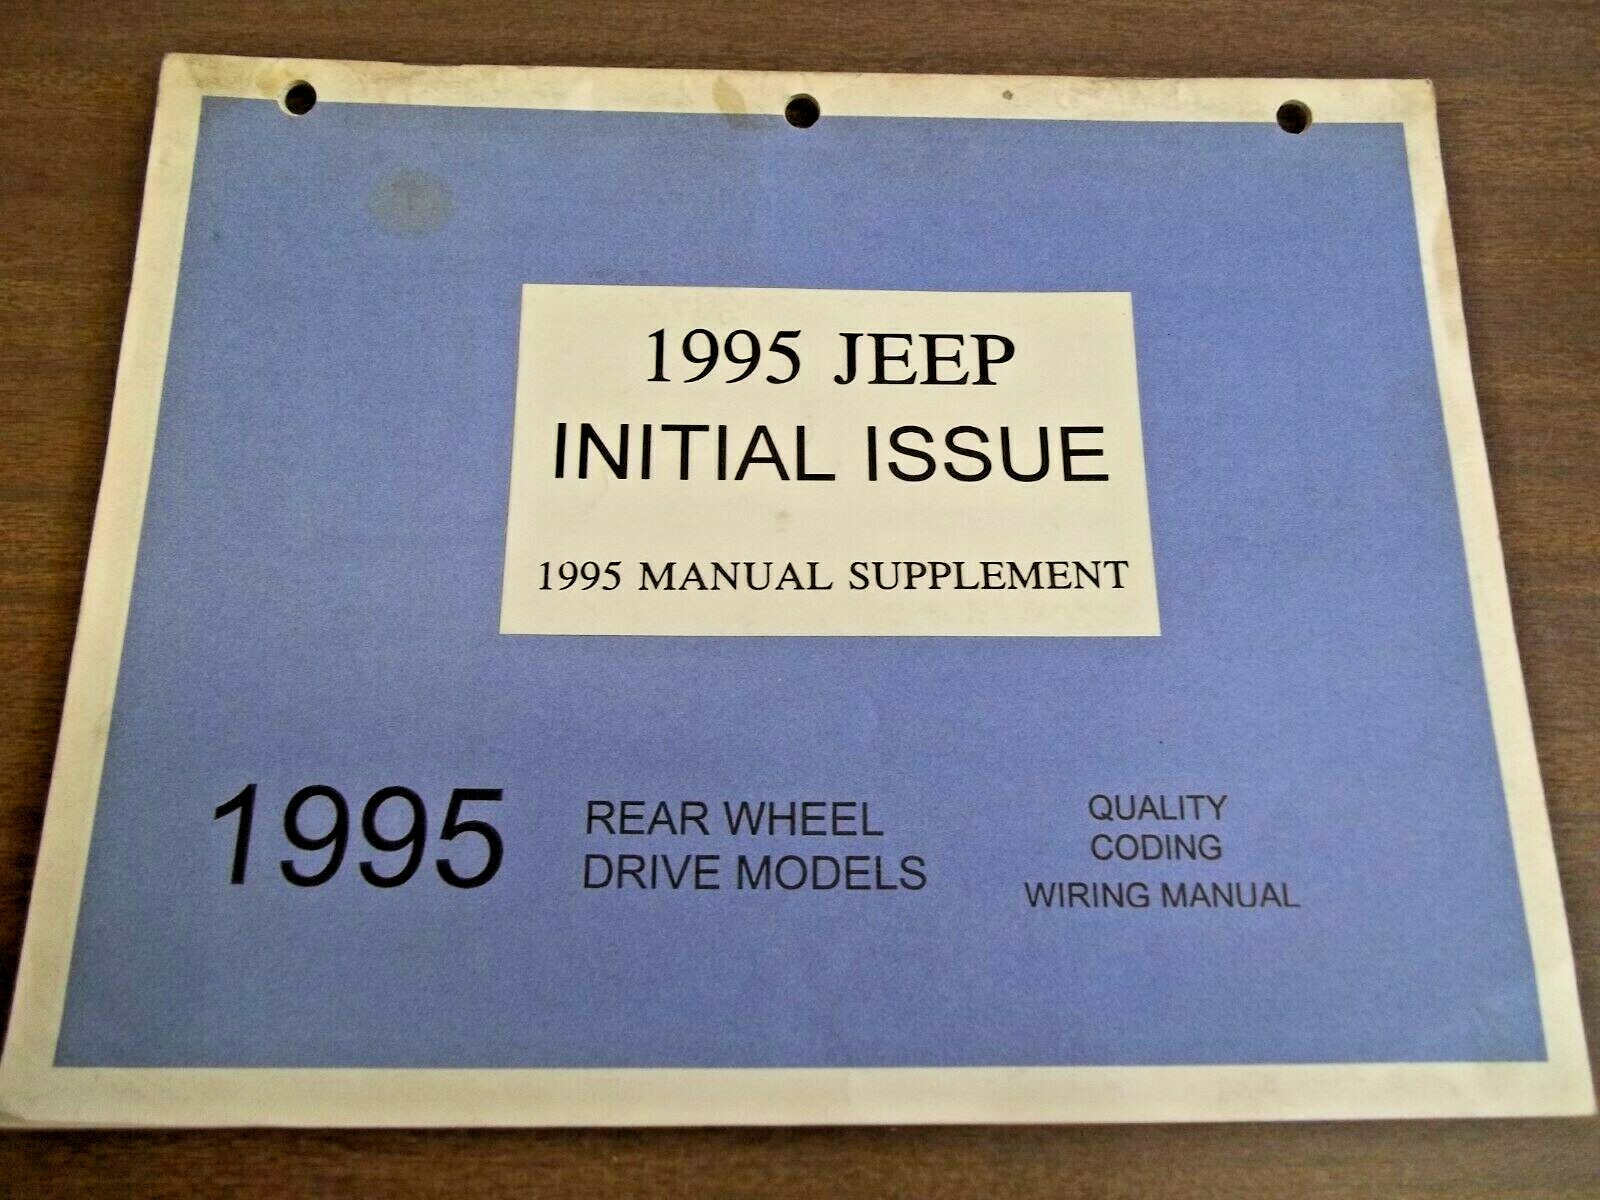 1995 JEEP
INITIAL ISSUE
1995 MANUAL SUPPLEMENT
1995
REAR WHEEL
DRIVE MODELS
QUALITY
CODING
WIRING MANUAL